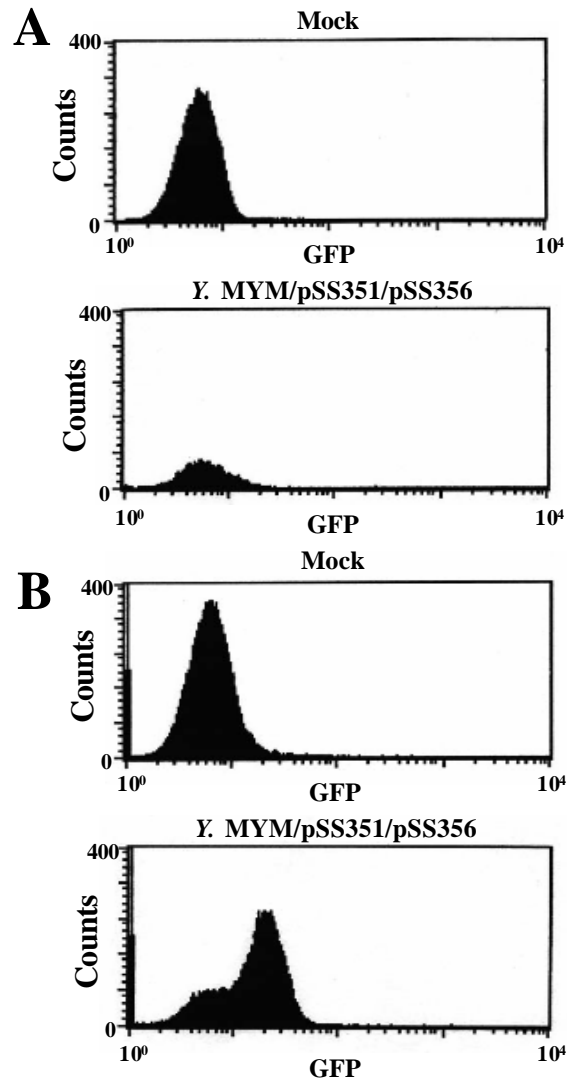 A
Mock
400
Counts
0
10⁰
GFP
10⁴
Y. MYM/pSS351/pSS356
400
Counts
0
10⁰
GFP
10⁴
B
Mock
400
Counts
0
10⁰
GFP
10⁴
Y. MYM/pSS351/pSS356
400
Counts
0
10⁰
GFP
10⁴